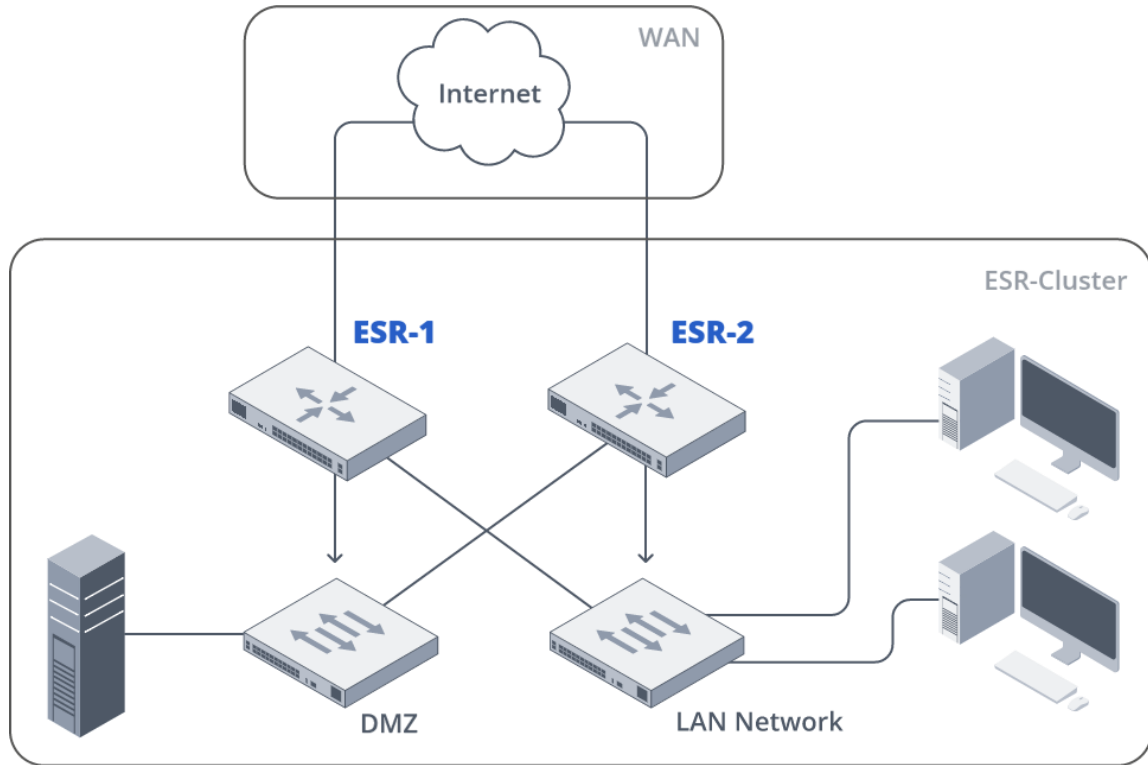 WAN
Internet
ESR-Cluster
ESR-1
ESR-2
DMZ
LAN Network